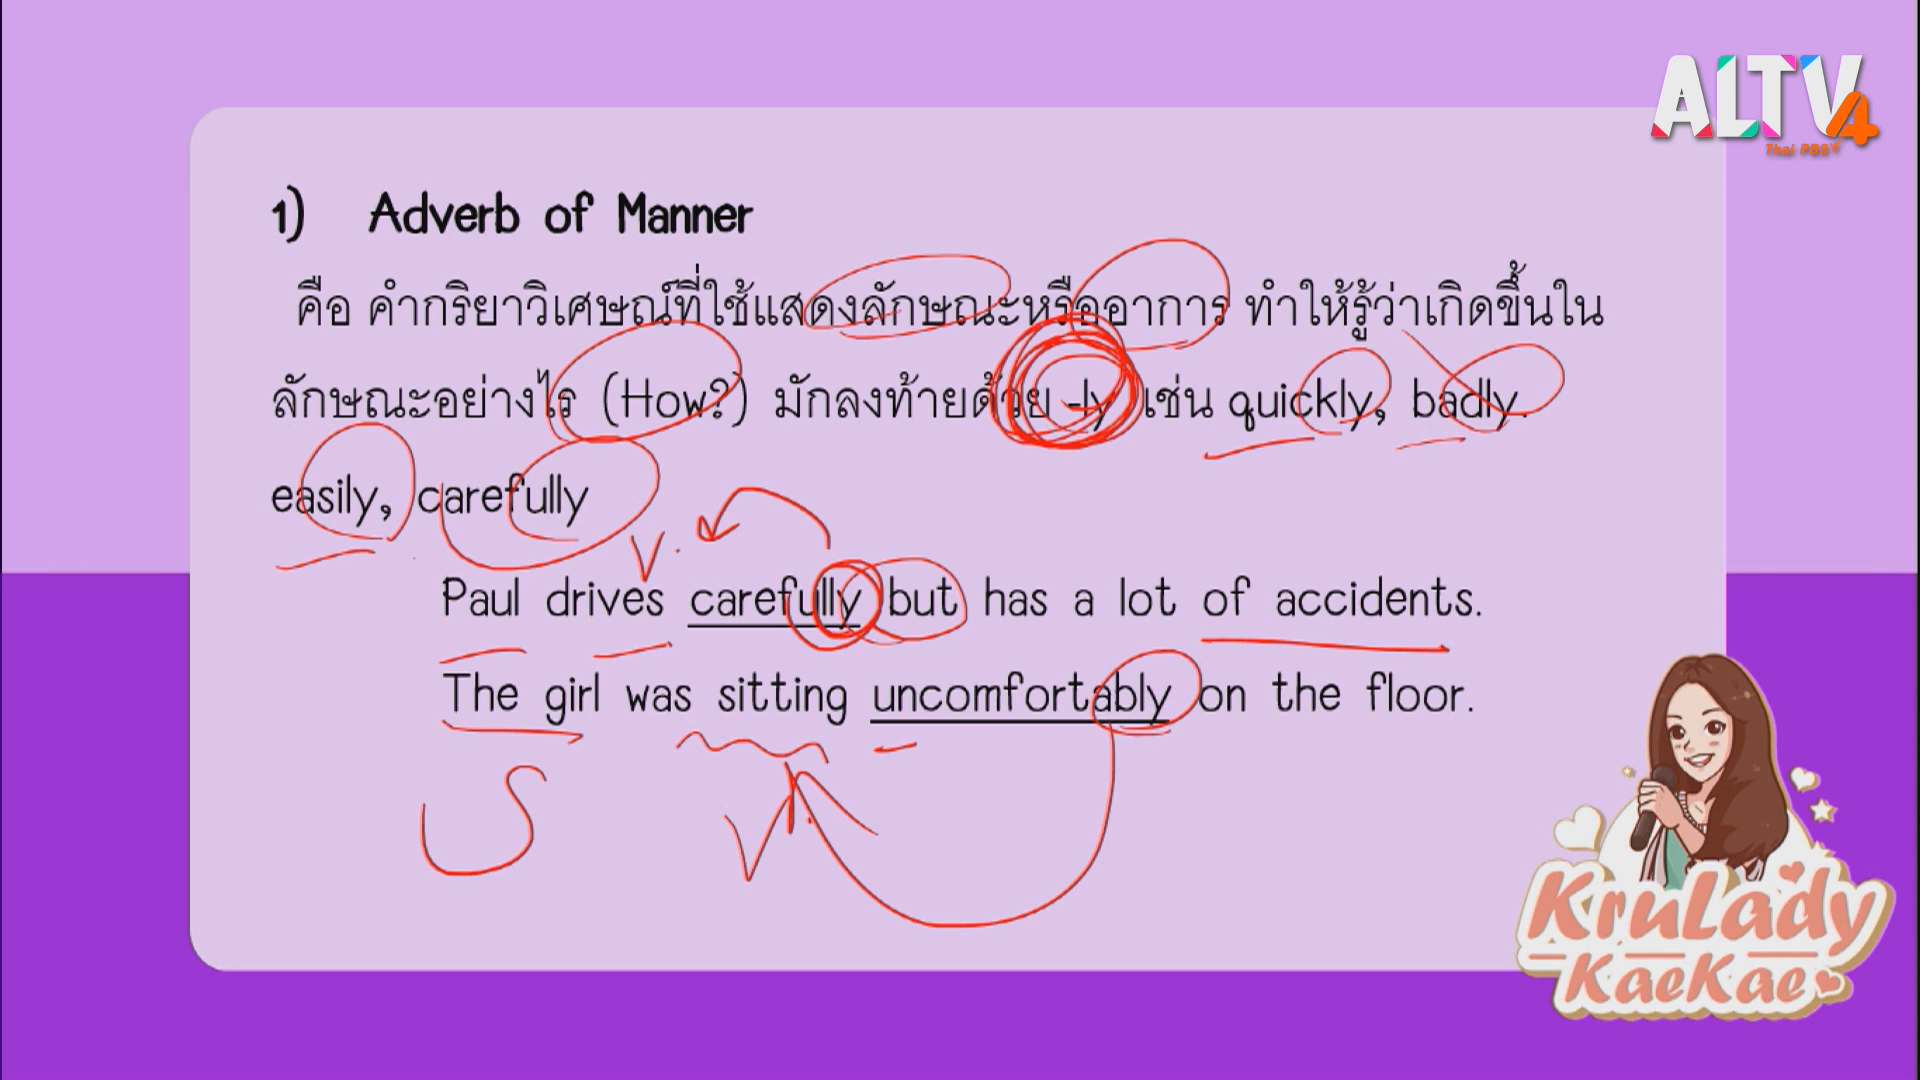 ALTV4
Thai PBS
1) Adverb of Manner
คือ คำกริยาวิเศษณ์ที่ใช้แสดงลักษณะหรืออาการ ทำให้รู้ว่าเกิดขึ้นใน
ลักษณะอย่างไร (How?) มักลงท้ายด้วย -ly เช่น quickly, badly.
easily, carefully
V.
Paul drives carefully but has a lot of accidents.
The girl was sitting uncomfortably on the floor.
S V.
KruLady
KaeKae